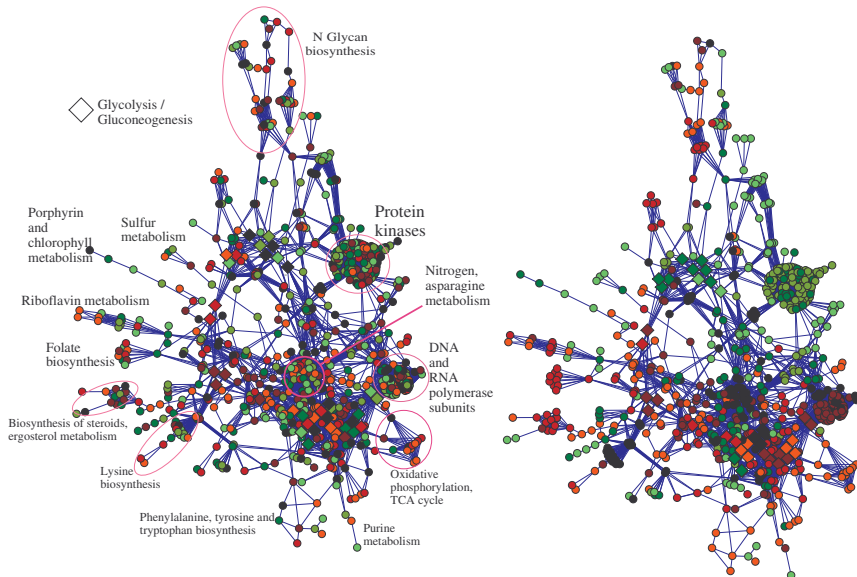 N Glycan
biosynthesis
Glycolysis /
Gluconeogenesis
Porphyrin
and
chlorophyll
metabolism
Sulfur
metabolism
Protein
kinases
Nitrogen,
asparagine
metabolism
Riboflavin metabolism
Folate
biosynthesis
DNA
and
RNA
polymerase
subunits
Biosynthesis of steroids,
ergosterol metabolism
Lysine
biosynthesis
Oxidative
phosphorylation,
TCA cycle
Phenylalanine, tyrosine and
tryptophan biosynthesis
Purine
metabolism